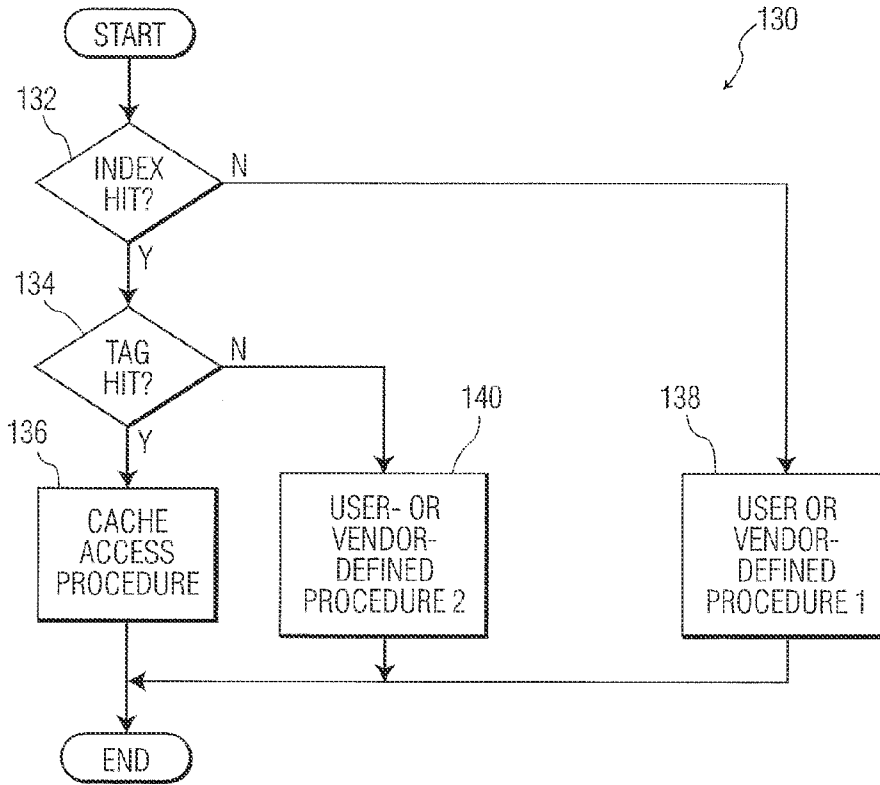 START
130
132
INDEX
HIT?
N
Y
134
TAG
HIT?
N
Y
136
CACHE
ACCESS
PROCEDURE
140
USER- OR
VENDOR-
DEFINED
PROCEDURE 2
138
USER OR
VENDOR-
DEFINED
PROCEDURE 1
END